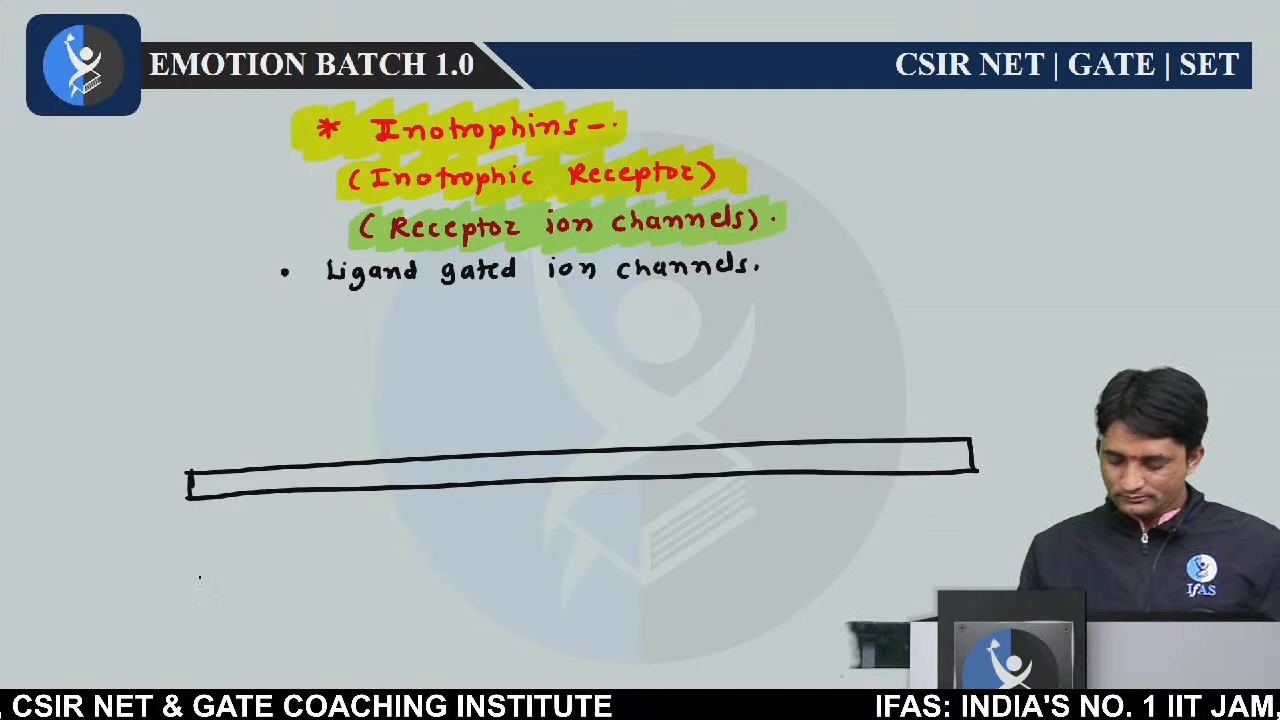 EMOTION BATCH 1.0
CSIR NET | GATE | SET
* Inotrophins -.
(Inotrophic Receptor)
(Receptor ion channels).
• Ligand gated ion channels.
IfAS
. CSIR NET & GATE COACHING INSTITUTE
IFAS: INDIA'S NO. 1 IIT JAM,